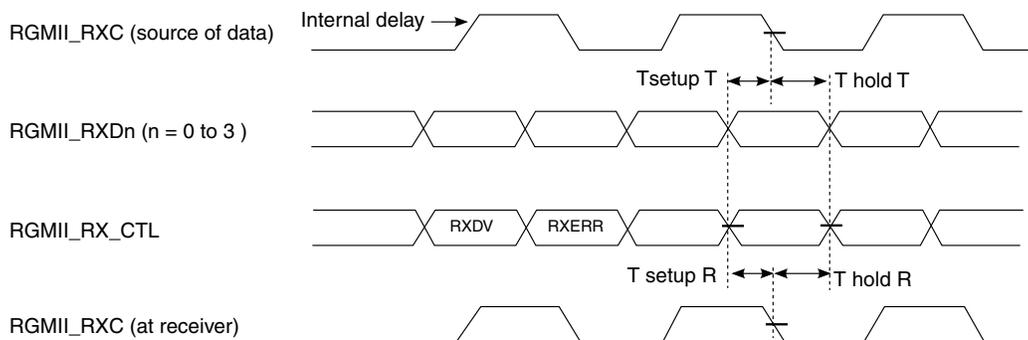 Internal delay
RGMII_RXC (source of data)
Tsetup T
T hold T
RGMII_RXDn (n = 0 to 3 )
RGMII_RX_CTL
RXDV
RXERR
T setup R
T hold R
RGMII_RXC (at receiver)